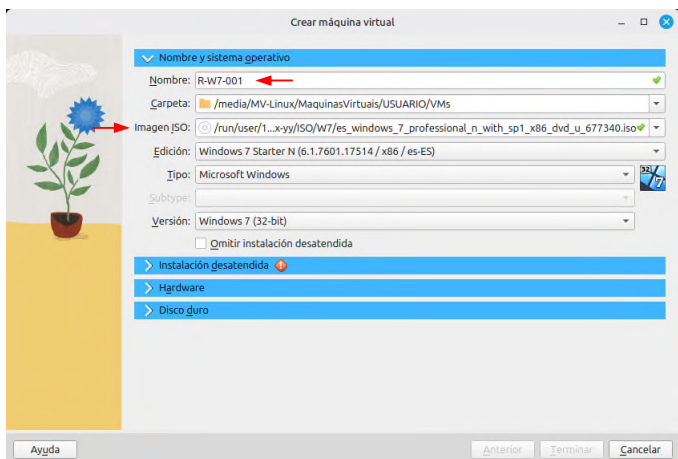 Crear máquina virtual
Nombre y sistema operativo
Nombre: R-W7-001
Carpeta: /media/MV-Linux/MaquinasVirtuais/USUARIO/VMs
Imagen ISO: /run/user/1...x-yy/ISO/W7/es_windows_7_professional_n_with_sp1_x86_dvd_u_677340.iso
Edición: Windows 7 Starter N (6.1.7601.17514 / x86 / es-ES)
Tipo: Microsoft Windows
32
7
Subtype:
Versión: Windows 7 (32-bit)
Omitir instalación desatendida
Instalación desatendida
Hardware
Disco duro
Ayuda Anterior Terminar Cancelar